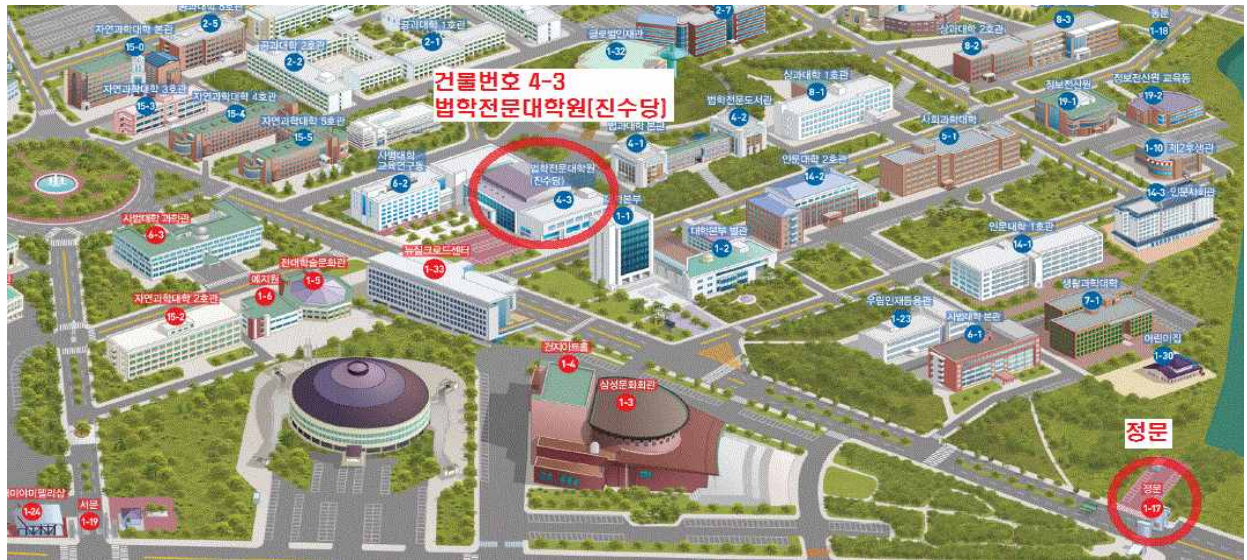 2-5
자연과학대학 본관
15-0
공과대학 1호관
2-1
2-7
글로벌인재관
1-32
공과대학 2호관
2-2
상과대학 2호관
8-2
8-3
동문
1-18
건물번호 4-3
법학전문대학원(진수당)
자연과학대학 3호관
15-3
자연과학대학 4호관
15-4
자연과학대학 5호관
15-5
상과대학 1호관
8-1
법학전문도서관
4-2
법과대학 본관
4-1
사회과학대학
5-1
정보전산원
19-1
정보전산원 교육동
19-2
1-10
제2후생관
사범대학
교육연구동
6-2
법학전문대학원
(진수당)
4-3
인문대학 2호관
14-2
14-3
인문사회관
사범대학 과학관
6-3
1-1
대학본부 별관
1-2
인문대학 1호관
14-1
뉴실크로드센터
1-33
전대학술문화관
1-5
예지원
1-6
자연과학대학 2호관
15-2
생활과학대학
7-1
1-23
사범대학 본관
6-1
어린이집
1-30
건지아트홀
1-4
삼성문화회관
1-3
정문
정문
1-17
1-24
서문
1-19